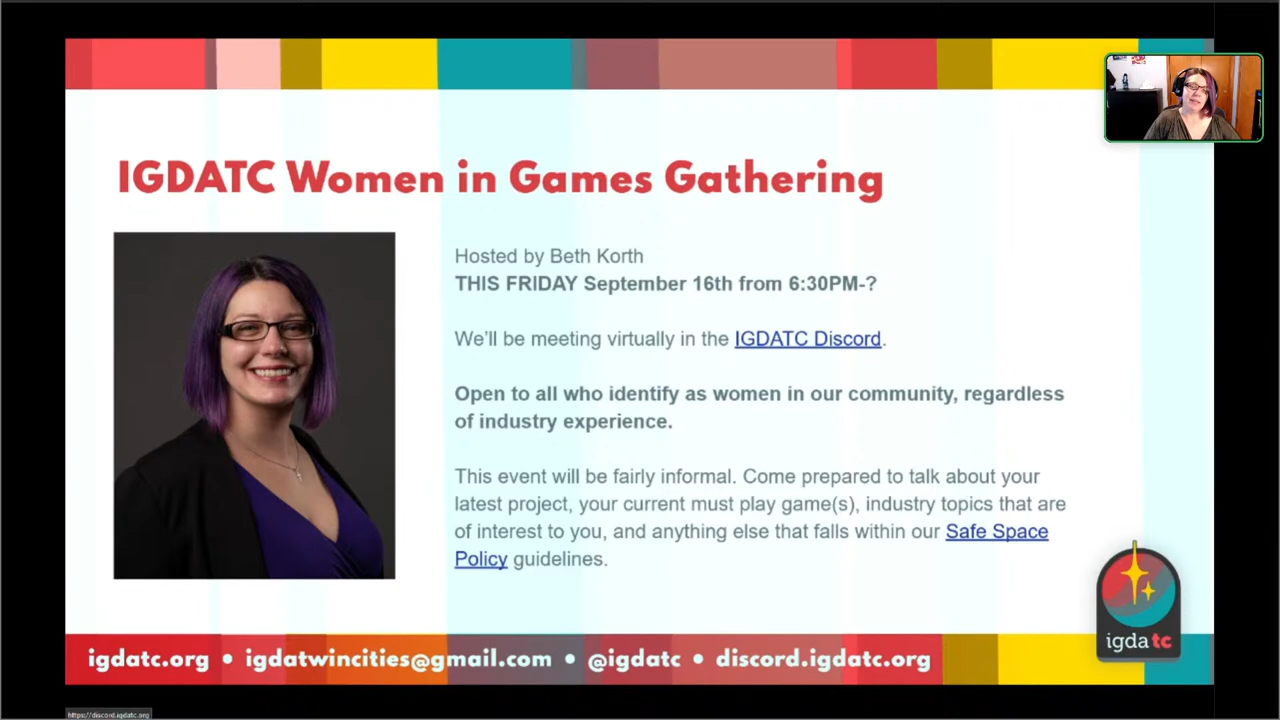 IGDATC Women in Games Gathering
Hosted by Beth Korth
THIS FRIDAY September 16th from 6:30PM-?
We'll be meeting virtually in the IGDATC Discord.
Open to all who identify as women in our community, regardless
of industry experience.
This event will be fairly informal. Come prepared to talk about your
latest project, your current must play game(s), industry topics that are
of interest to you, and anything else that falls within our Safe Space
Policy guidelines.
igdatc
igdatc.org • igdatwincities@gmail.com • @igdatc • discord.igdatc.org
https://discord.igdatc.org